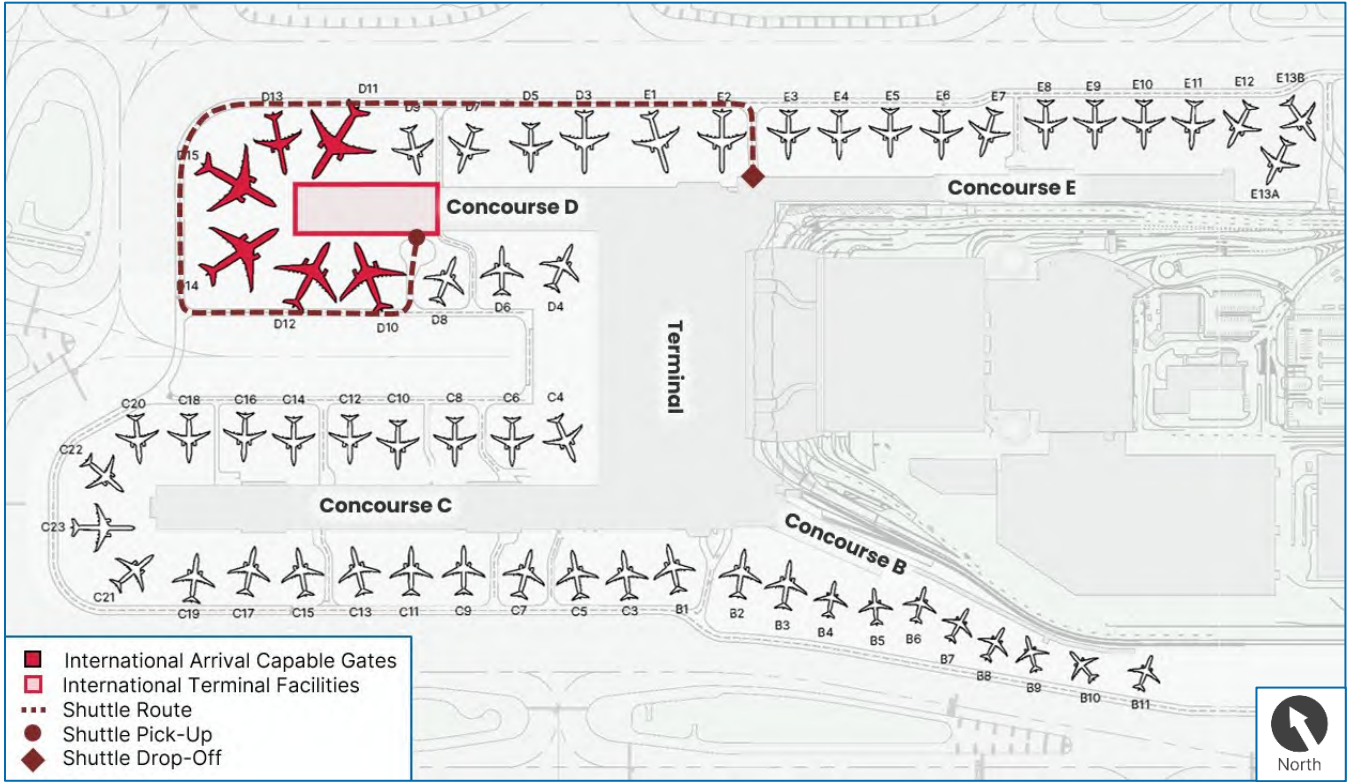 E13B
D13 D11 E8 E9 E10 E11 E12
D9 D7 D5 D3 E1 E2 E3 E4 E5 E6 E7
D15
Concourse E
E13A
Concourse D
14
D12 D10 D8 D6 D4
Terminal
C20 C18 C16 C14 C12 C10 C8 C6 C4
C22
Concourse C
C23
Concourse B
C21
C19 C17 C15 C13 C11 C9 C7 C5 C3 B1 B2 B3 B4 B5 B6 B7 B8 B9 B10 B11
International Arrival Capable Gates
International Terminal Facilities
Shuttle Route
Shuttle Pick-Up
Shuttle Drop-Off
North